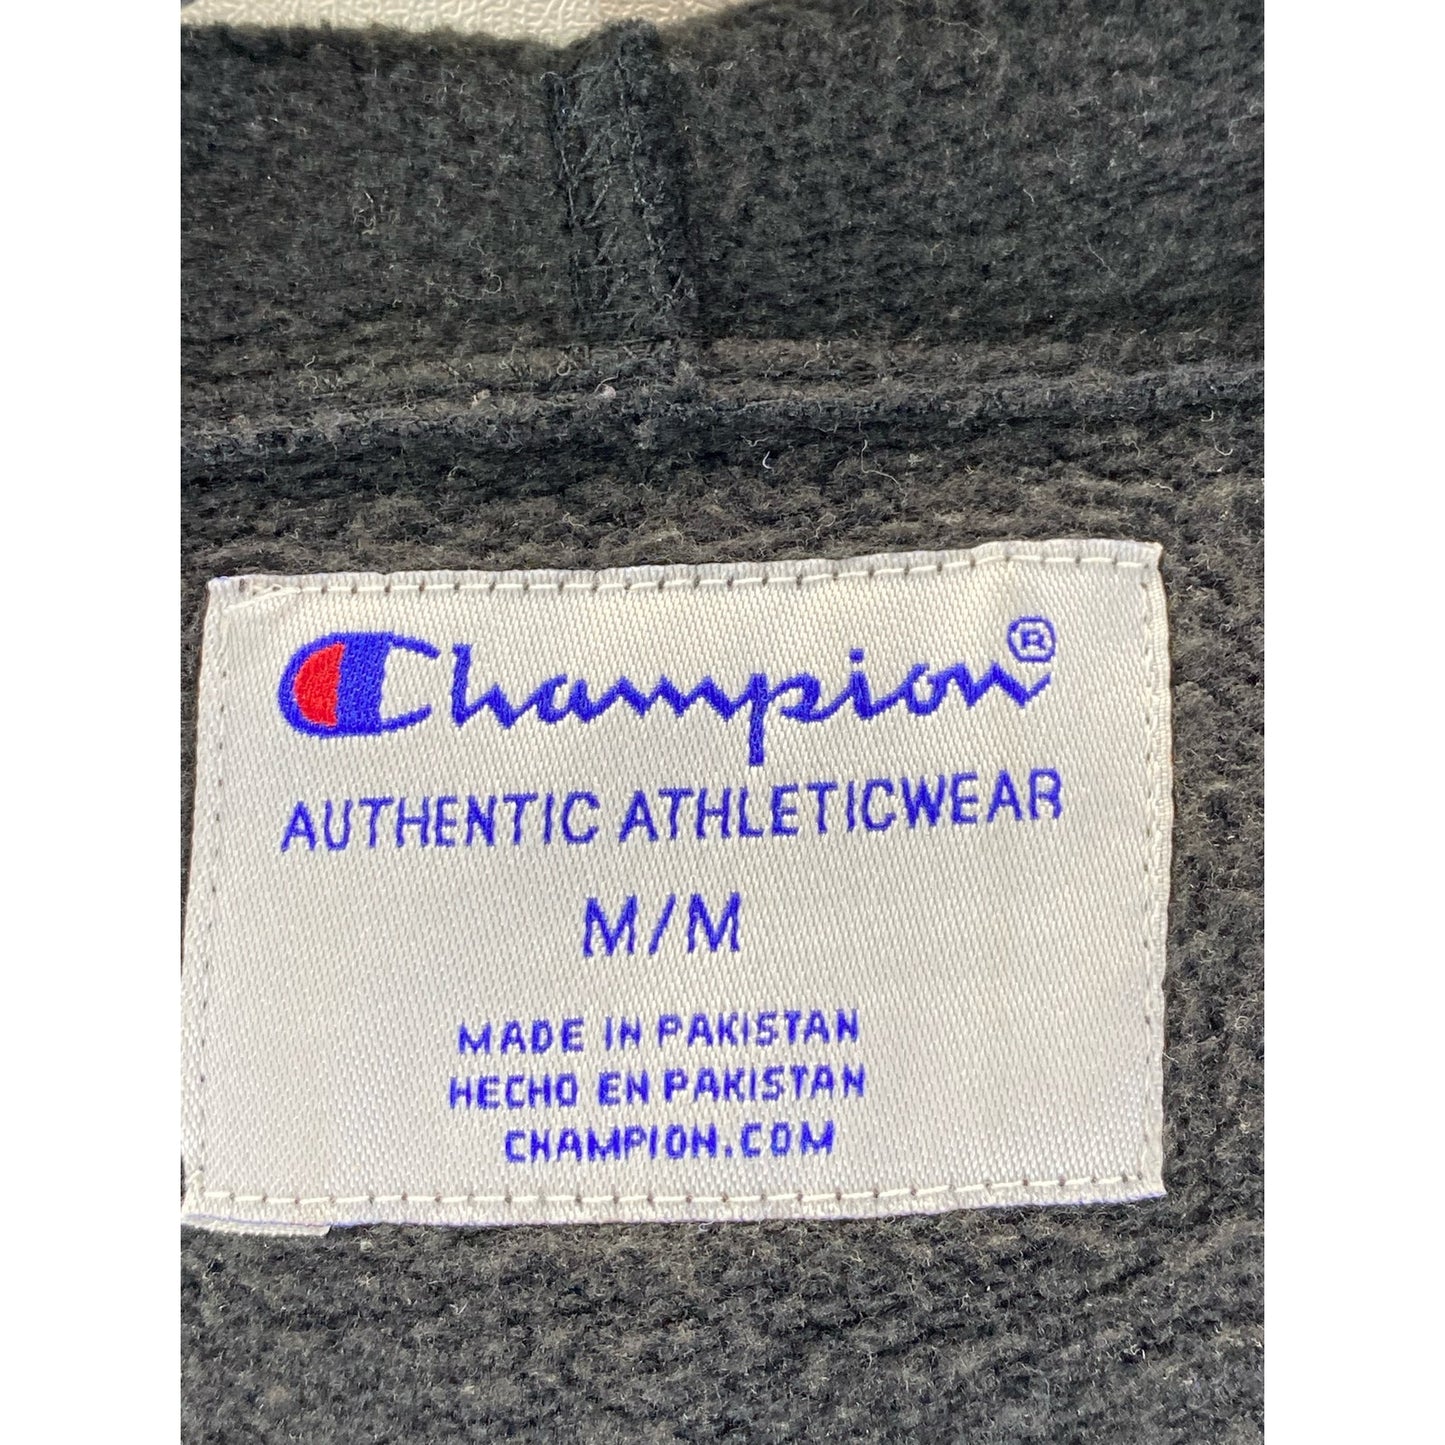 Champion®
AUTHENTIC ATHLETICWEAR
M/M
MADE IN PAKISTAN
HECHO EN PAKISTAN
CHAMPION.COM